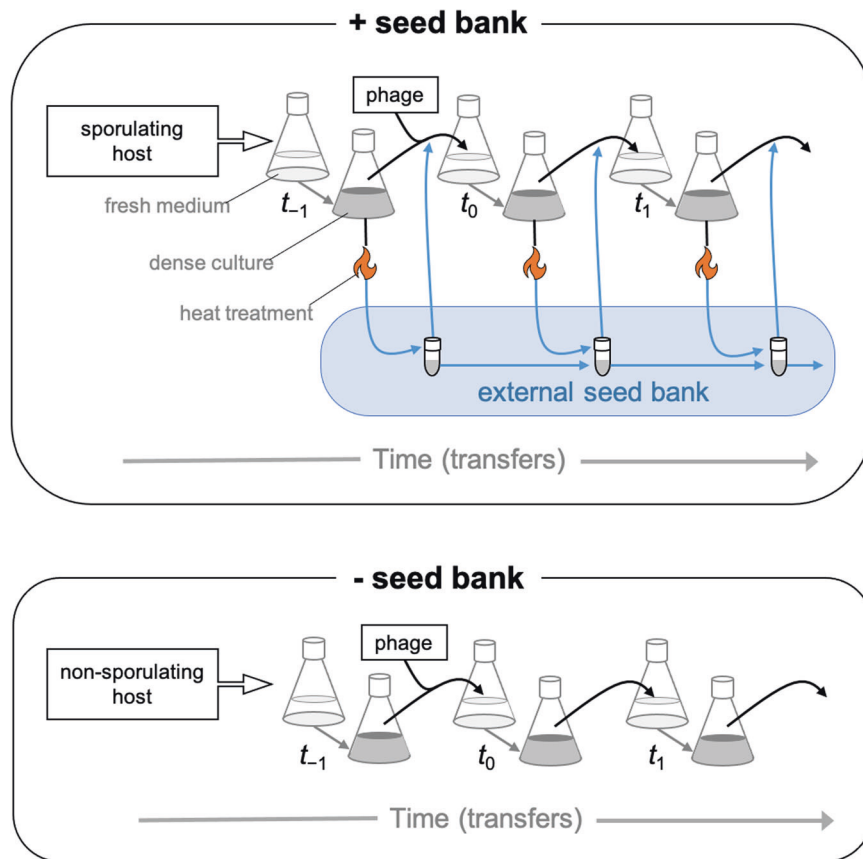 + seed bank
phage
sporulating
host
fresh medium
t−1
t0
t1
dense culture
heat treatment
external seed bank
Time (transfers)
- seed bank
phage
non-sporulating
host
t−1
t0
t1
Time (transfers)